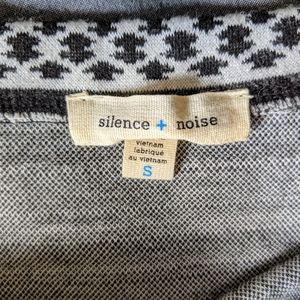 silence + noise
vietnam
fabriqué
au vietnam
S